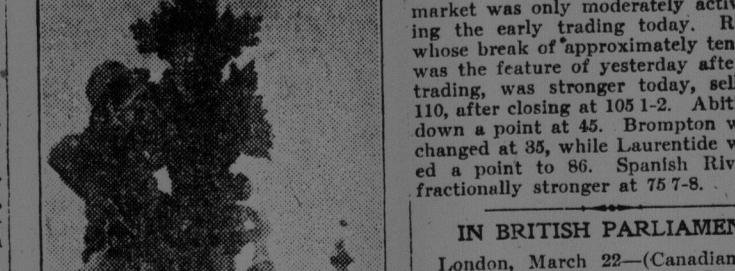 market was only moderately activ
ing the early trading today. R
whose break of approximately ten
was the feature of yesterday afte
trading, was stronger today, sel
110, after closing at 105 1-2. Abit
down a point at 45. Brompton w
changed at 35, while Laurentide w
ed a point to 86. Spanish Riv
fractionally stronger at 75 7-8.
IN BRITISH PARLIAMEN
London, March 22—(Canadian